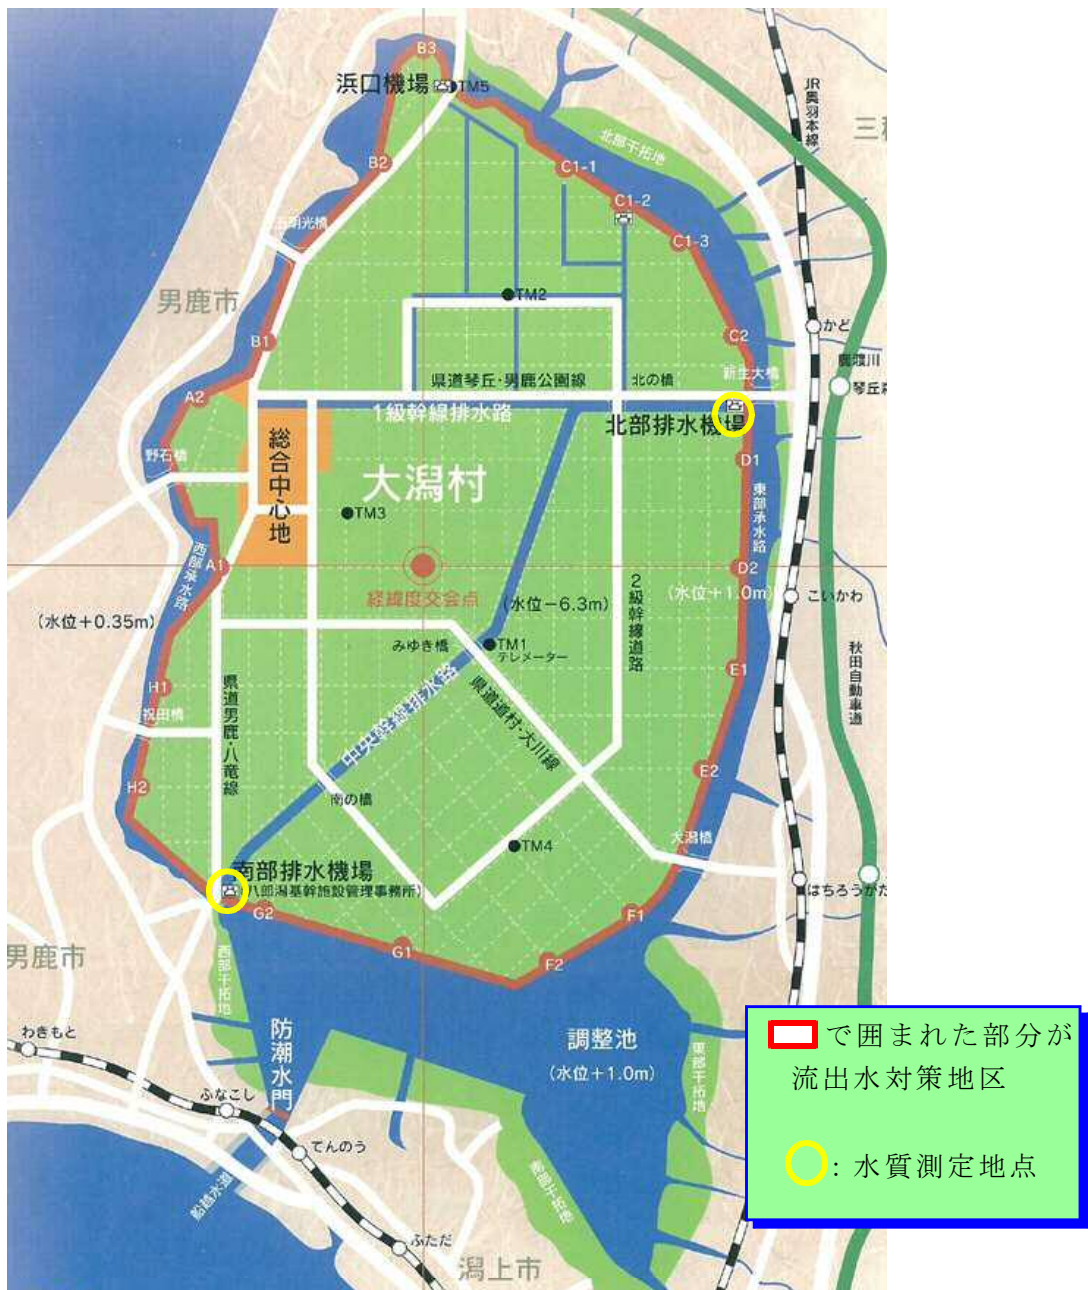 B3
浜口機場
TM5
JR奥羽本線
北部干拓地
B2
C1-1
C1-2
C1-3
五明光橋
男鹿市
TM2
かど
B1
C2
鹿渡川
新生大橋
県道琴丘・男鹿公園線
北の橋
A2
1級幹線排水路
北部排水機場
野石橋
総合中心地
大潟村
D1
東部承水路
TM3
西部承水路
A1
経緯度交会点
D2
(水位+1.0m)
こいかわ
(水位+0.35m)
(水位-6.3m)
2級幹線道路
みゆき橋
TM1
テレメーター
秋田自動車道
E1
H1
県道男鹿・八竜線
祝田橋
中央幹線排水路
県道道村・大川線
E2
H2
南の橋
大潟橋
TM4
南部排水機場
(八郎潟基幹施設管理事務所)
はちろうがた
G2
F1
G1
F2
男鹿市
西部干拓地
わきもと
防潮水門
調整池
(水位+1.0m)
東部干拓地
ふなこし
てんのう
船越水道
南部干拓地
ふただ
潟上市
で囲まれた部分が
流出水対策地区
:水質測定地点